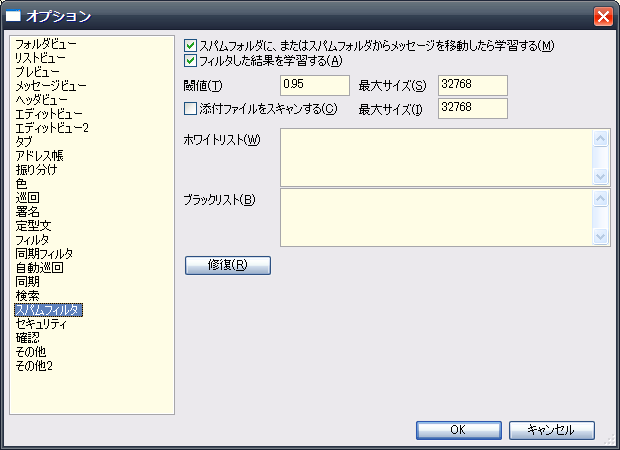 オプション
フォルダビュー
リストビュー
プレビュー
メッセージビュー
ヘッダビュー
エディットビュー
エディットビュー2
タブ
アドレス帳
振り分け
色
巡回
署名
定型文
フィルタ
同期フィルタ
自動巡回
同期
検索
スパムフィルタ
セキュリティ
確認
その他
その他2
スパムフォルダに、またはスパムフォルダからメッセージを移動したら学習する(M)
フィルタした結果を学習する(A)
閾値(T) 0.95 最大サイズ(S) 32768
添付ファイルをスキャンする(C) 最大サイズ(I) 32768
ホワイトリスト(W)
ブラックリスト(B)
修復(R)
OK キャンセル